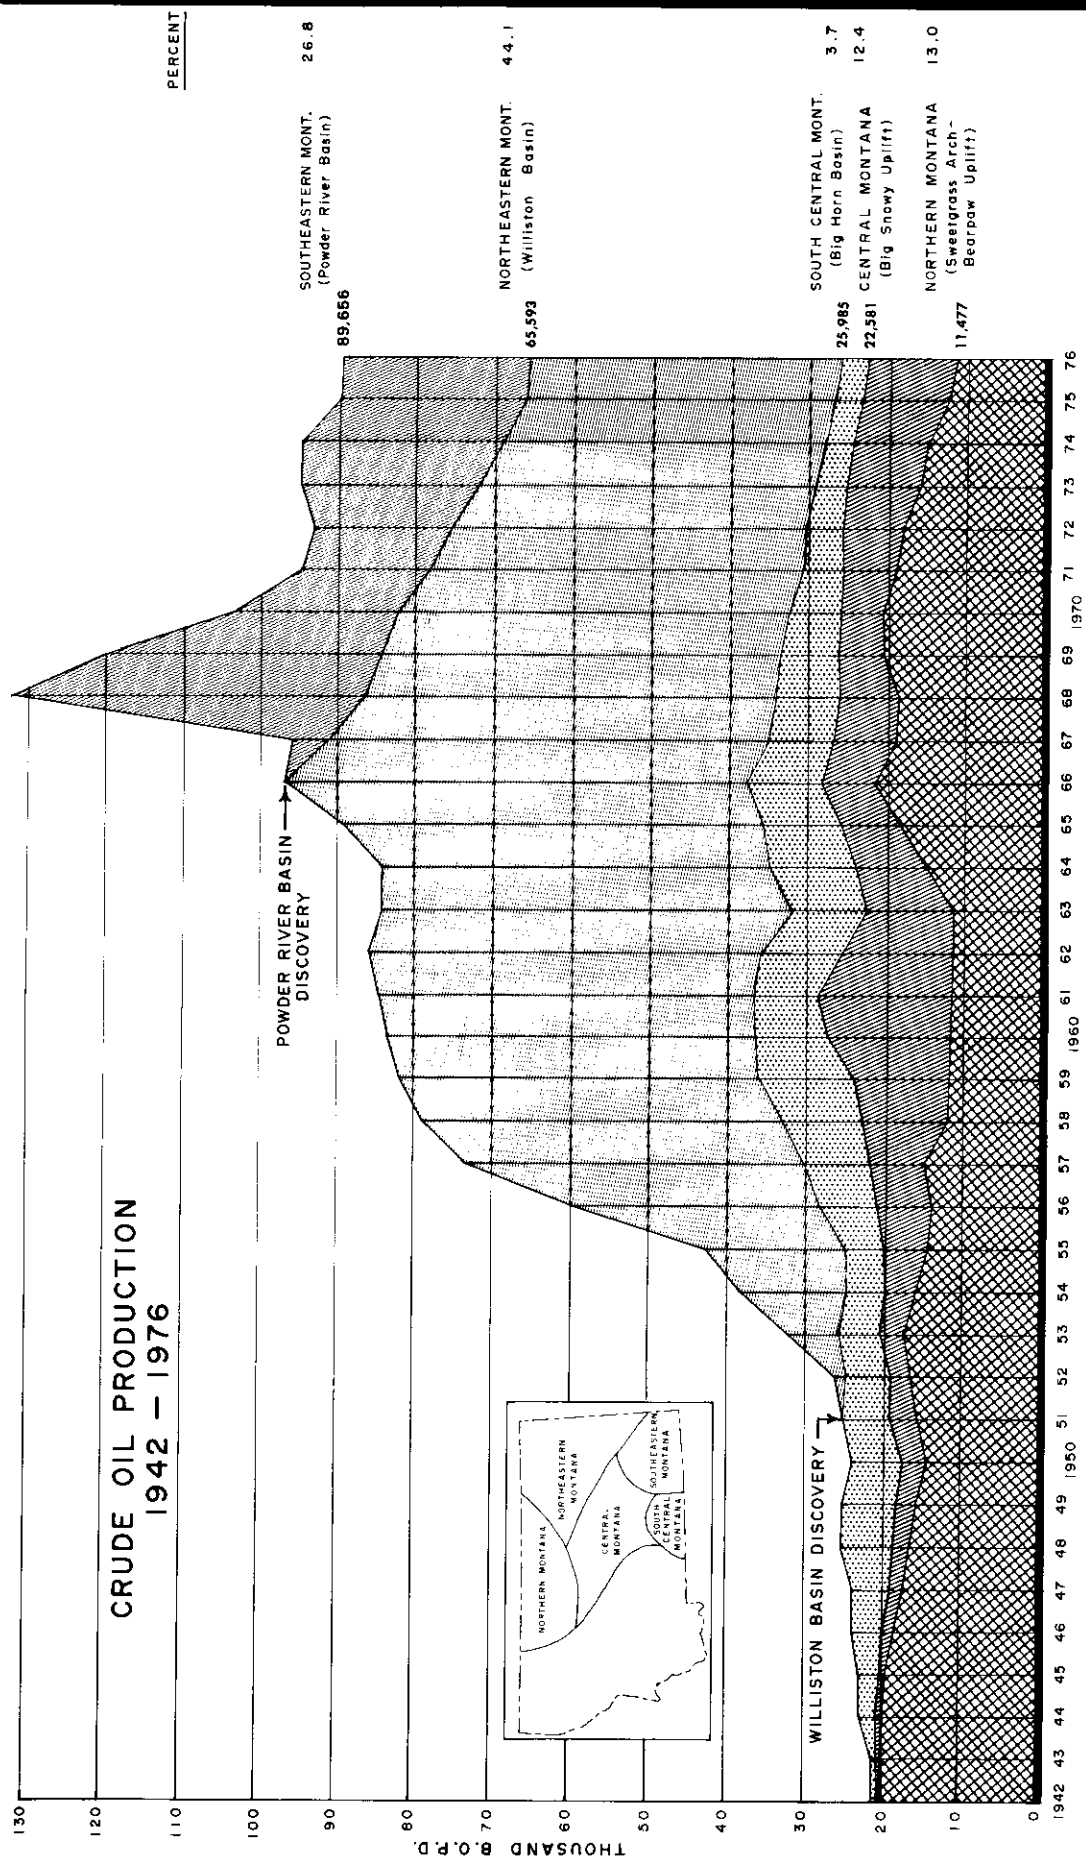 CRUDE OIL PRODUCTION
1942 — 1976
PERCENT
SOUTHEASTERN MONT. 26.8
(Powder River Basin)
89,656
NORTHEASTERN MONT. 44.1
(Williston Basin)
65,593
SOUTH CENTRAL MONT. 3.7
(Big Horn Basin)
25,985
CENTRAL MONTANA 12.4
22,581
(Big Snowy Uplift)
NORTHERN MONTANA 13.0
(Sweetgrass Arch-
Bearpaw Uplift)
11,477
POWDER RIVER BASIN
DISCOVERY
WILLISTON BASIN DISCOVERY
NORTHERN MONTANA
NORTHEASTERN
MONTANA
CENTRAL
MONTANA
SOUTH
CENTRAL
MONTANA
SOUTHEASTERN
MONTANA
THOUSAND B.O.P.D.
130
120
110
100
90
80
70
60
50
40
30
20
10
0
1942 43 44 45 46 47 48 49 1950 51 52 53 54 55 56 57 58 59 1960 61 62 63 64 65 66 67 68 69 1970 71 72 73 74 75 76